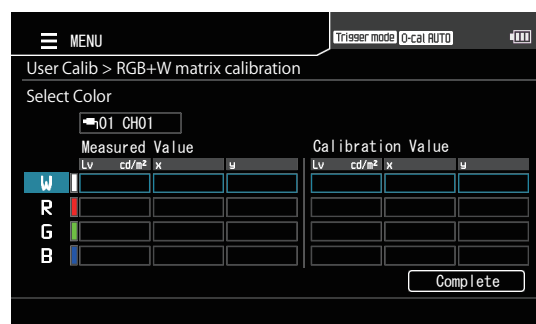 MENU
Trigger mode 0-cal AUTO
User Calib > RGB+W matrix calibration
Select Color
01 CH01
Measured Value Calibration Value
Lv cd/m² x y Lv cd/m² x y
W
R
G
B
Complete